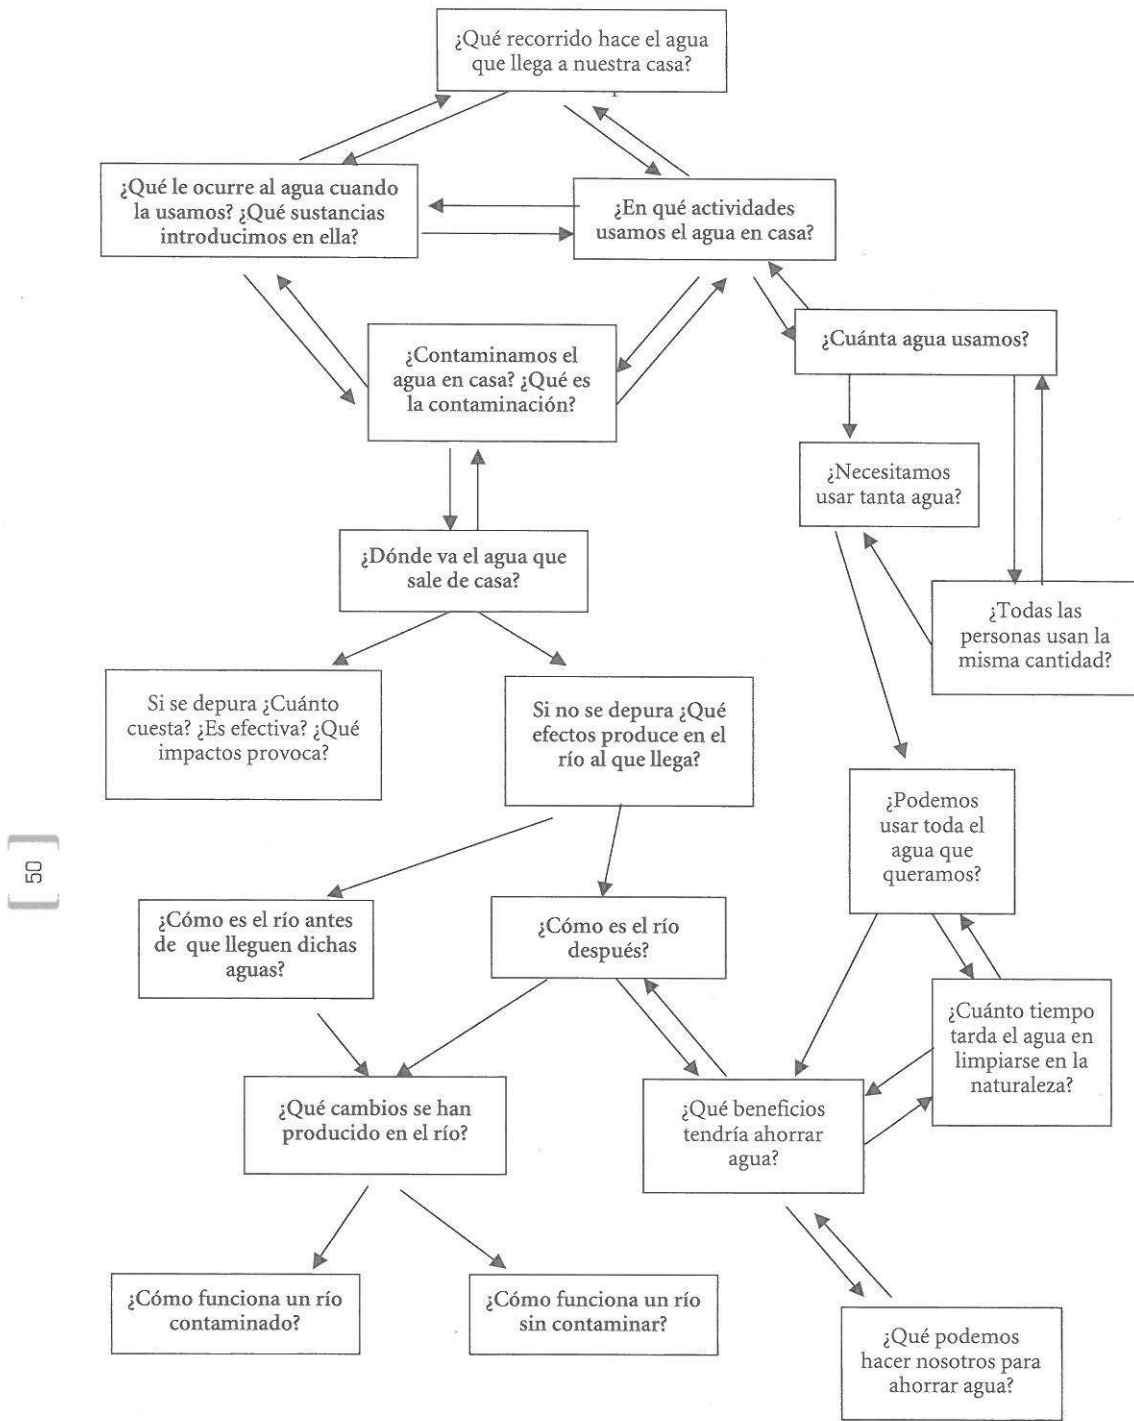 ¿Qué recorrido hace el agua
que llega a nuestra casa?
¿Qué le ocurre al agua cuando
la usamos? ¿Qué sustancias
introducimos en ella?
¿En qué actividades
usamos el agua en casa?
¿Contaminamos el
agua en casa? ¿Qué es
la contaminación?
¿Cuánta agua usamos?
¿Necesitamos
usar tanta agua?
¿Dónde va el agua que
sale de casa?
¿Todas las
personas usan la
misma cantidad?
Si se depura ¿Cuánto
cuesta? ¿Es efectiva? ¿Qué
impactos provoca?
Si no se depura ¿Qué
efectos produce en el
río al que llega?
¿Podemos
usar toda el
agua que
queramos?
50
¿Cómo es el río antes
de que lleguen dichas
aguas?
¿Cómo es el río
después?
¿Cuánto tiempo
tarda el agua en
limpiarse en la
naturaleza?
¿Qué cambios se han
producido en el río?
¿Qué beneficios
tendría ahorrar
agua?
¿Cómo funciona un río
contaminado?
¿Cómo funciona un río
sin contaminar?
¿Qué podemos
hacer nosotros para
ahorrar agua?